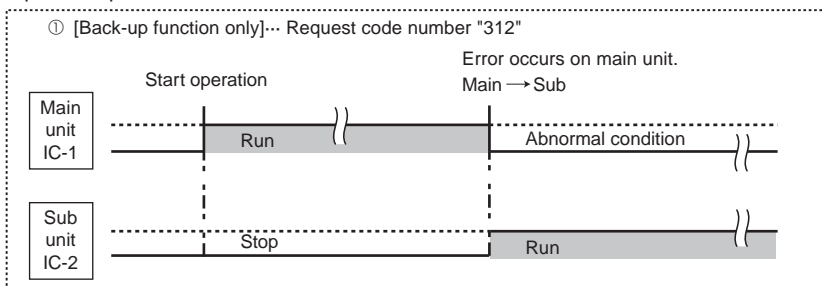 ① [Back-up function only]··· Request code number "312"
Error occurs on main unit.
Start operation
Main → Sub
Main
unit
IC-1
Run
Abnormal condition
Sub
unit
IC-2
Stop
Run